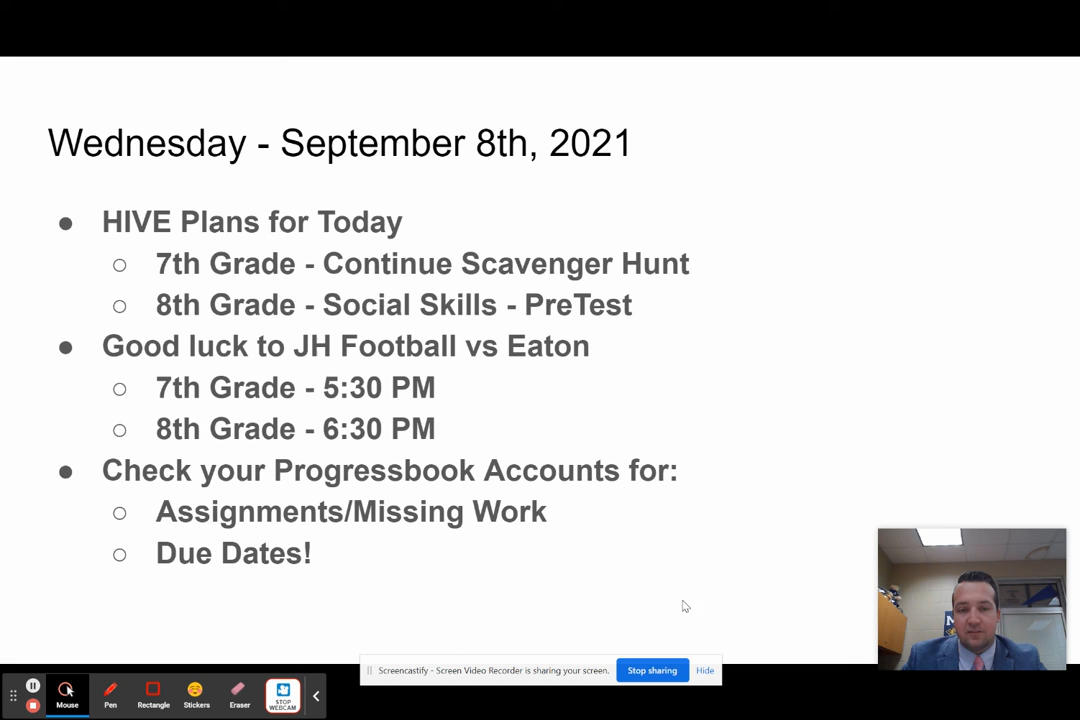 Wednesday - September 8th, 2021
● HIVE Plans for Today
○ 7th Grade - Continue Scavenger Hunt
○ 8th Grade - Social Skills - PreTest
● Good luck to JH Football vs Eaton
○ 7th Grade - 5:30 PM
○ 8th Grade - 6:30 PM
● Check your Progressbook Accounts for:
○ Assignments/Missing Work
○ Due Dates!
Screencastify - Screen Video Recorder is sharing your screen. Stop sharing Hide
Mouse Pen Rectangle Stickers Eraser STOP
WEBCAM